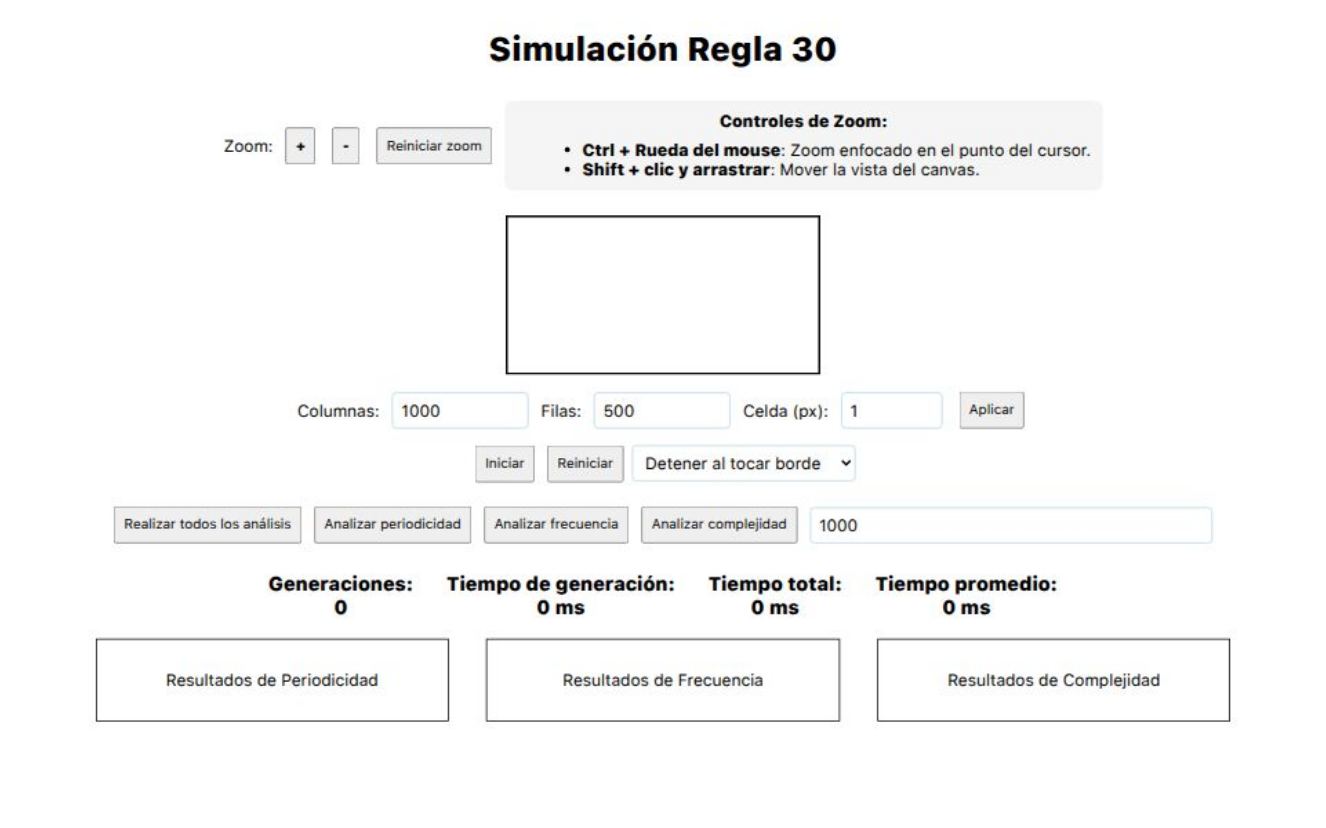 Simulación Regla 30
Controles de Zoom:
Zoom: + - Reiniciar zoom
• Ctrl + Rueda del mouse: Zoom enfocado en el punto del cursor.
• Shift + clic y arrastrar: Mover la vista del canvas.
Columnas: 1000 Filas: 500 Celda (px): 1 Aplicar
Iniciar Reiniciar Detener al tocar borde
Realizar todos los análisis Analizar periodicidad Analizar frecuencia Analizar complejidad 1000
Generaciones: Tiempo de generación: Tiempo total: Tiempo promedio:
0 0 ms 0 ms 0 ms
Resultados de Periodicidad Resultados de Frecuencia Resultados de Complejidad